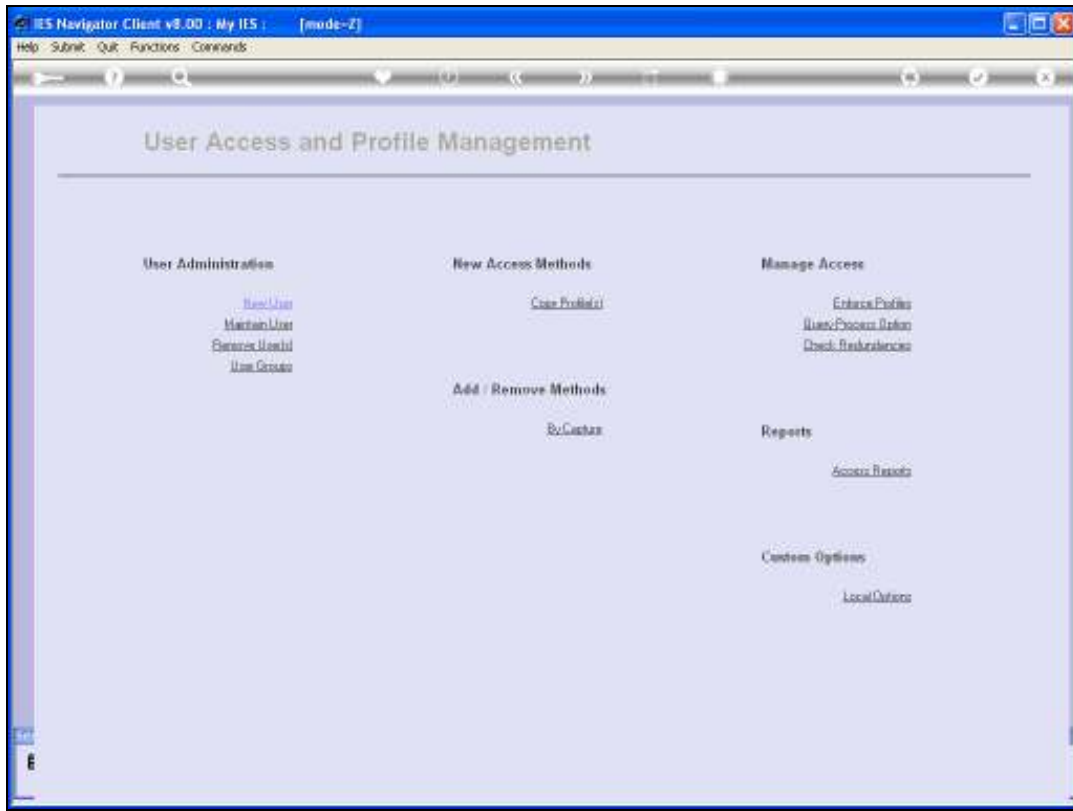 IES Navigator Client v8.00 : My IES : [mode-Z]
Help Submit Quit Functions Commands
User Access and Profile Management
User Administration
New User
Maintain User
Remove User(s)
User Groups
New Access Methods
Copy Profile(s)
Add / Remove Methods
By Capture
Manage Access
Enforce Profiles
Query Process Option
Check Redundancies
Reports
Access Reports
Custom Options
Local Options